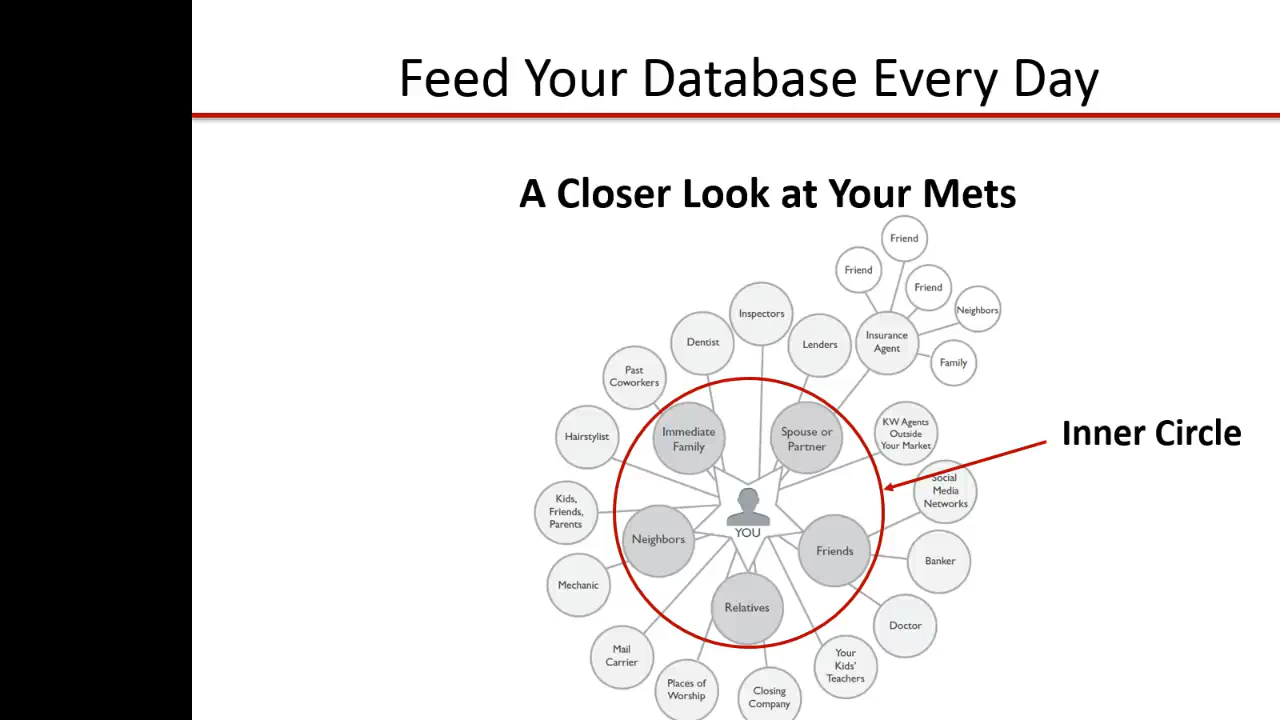 Feed Your Database Every Day
A Closer Look at Your Mets
Friend
Friend
Friend
Neighbors
Family
Insurance
Agent
Inspectors
Lenders
Dentist
Past
Coworkers
Hairstylist
Immediate
Family
Spouse or
Partner
KW Agents
Outside
Your Market
Inner Circle
Social
Media
Networks
Kids,
Friends,
Parents
YOU
Neighbors
Friends
Banker
Mechanic
Relatives
Doctor
Mail
Carrier
Places of
Worship
Closing
Company
Your
Kids'
Teachers